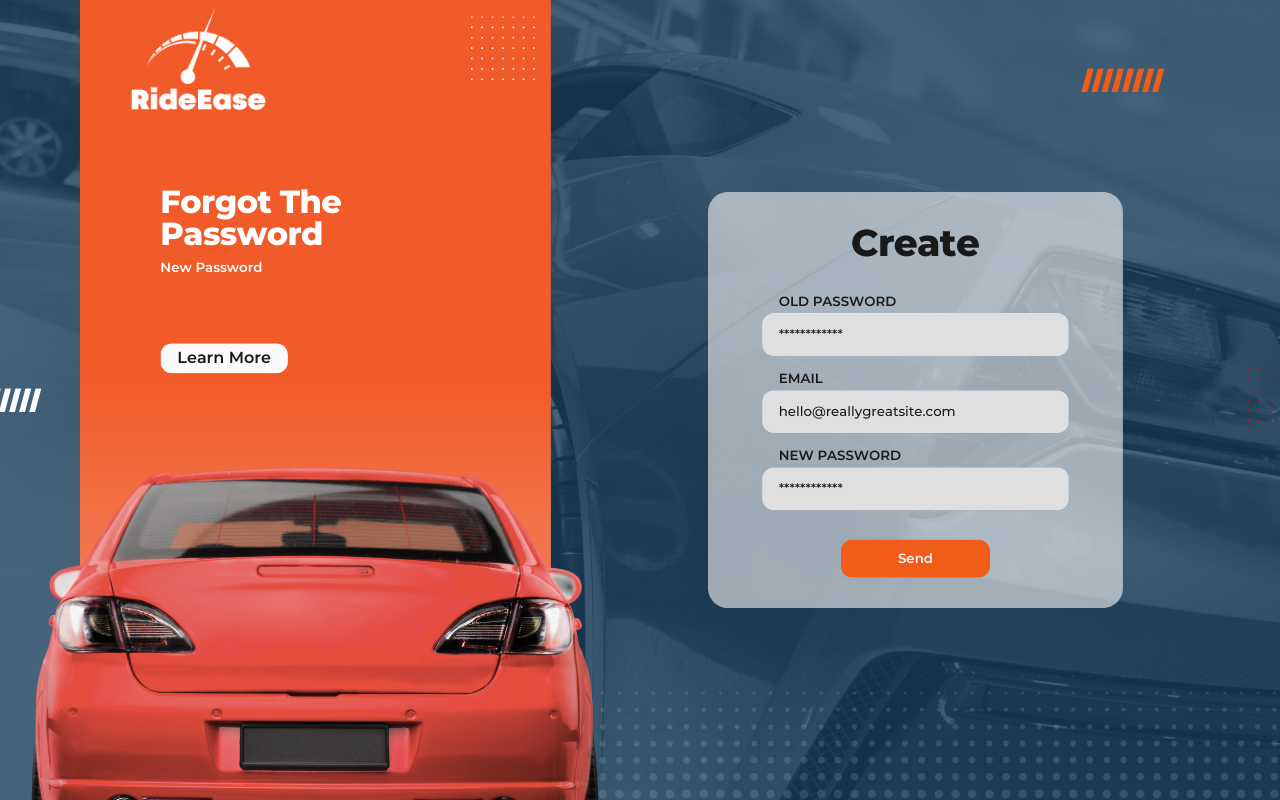 RideEase
Forgot The
Password
New Password
Learn More
Create
OLD PASSWORD
************
EMAIL
hello@reallygreatsite.com
NEW PASSWORD
************
Send